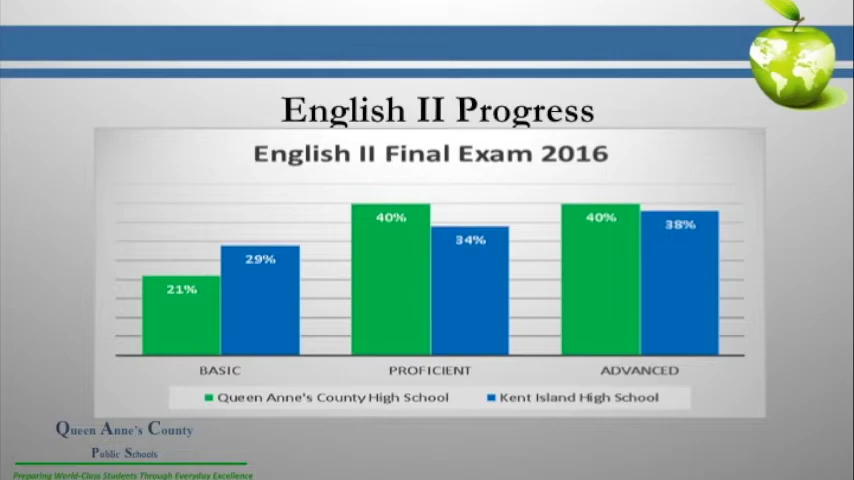 English II Progress
English II Final Exam 2016
40% 40% 38%
34%
29%
21%
BASIC PROFICIENT ADVANCED
Queen Anne's County High School Kent Island High School
Queen Anne's County
Public Schools
Preparing World-Class Students Through Everyday Excellence